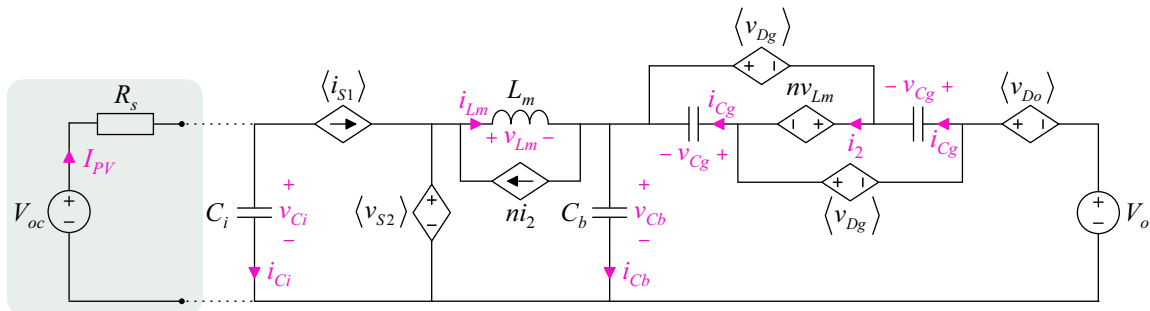 ⟨v_Dg⟩
⟨i_S1⟩
L_m
nv_Lm
− v_Cg +
⟨v_Do⟩
R_s
i_Lm
i_Cg
+ −
− +
+ −
+ v_Lm −
I_PV
− v_Cg +
i_2
i_Cg
V_oc
+
−
C_i
+
v_Ci
−
⟨v_S2⟩
+
−
ni_2
C_b
+
v_Cb
−
+ −
⟨v_Dg⟩
+
−
V_o
i_Ci
i_Cb